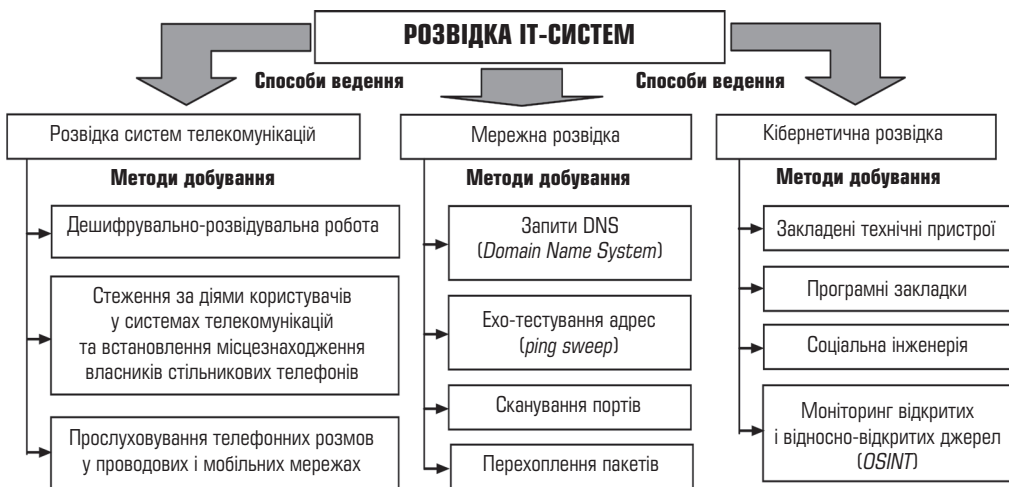 РОЗВІДКА ІТ-СИСТЕМ
Способи ведення
Способи ведення
Розвідка систем телекомунікацій
Методи добування
Дешифрувально-розвідувальна робота
Стеження за діями користувачів
у системах телекомунікацій
та встановлення місцезнаходження
власників стільникових телефонів
Прослуховування телефонних розмов
у проводових і мобільних мережах
Мережна розвідка
Методи добування
Запити DNS
(Domain Name System)
Ехо-тестування адрес
(ping sweep)
Сканування портів
Перехоплення пакетів
Кібернетична розвідка
Методи добування
Закладені технічні пристрої
Програмні закладки
Соціальна інженерія
Моніторинг відкритих
і відносно-відкритих джерел
(OSINT)